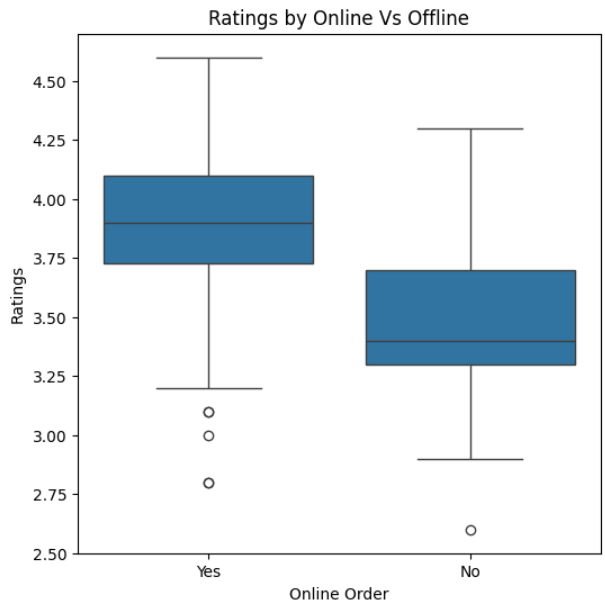 Ratings by Online Vs Offline
Ratings
4.50
4.25
4.00
3.75
3.50
3.25
3.00
2.75
2.50
Yes
No
Online Order